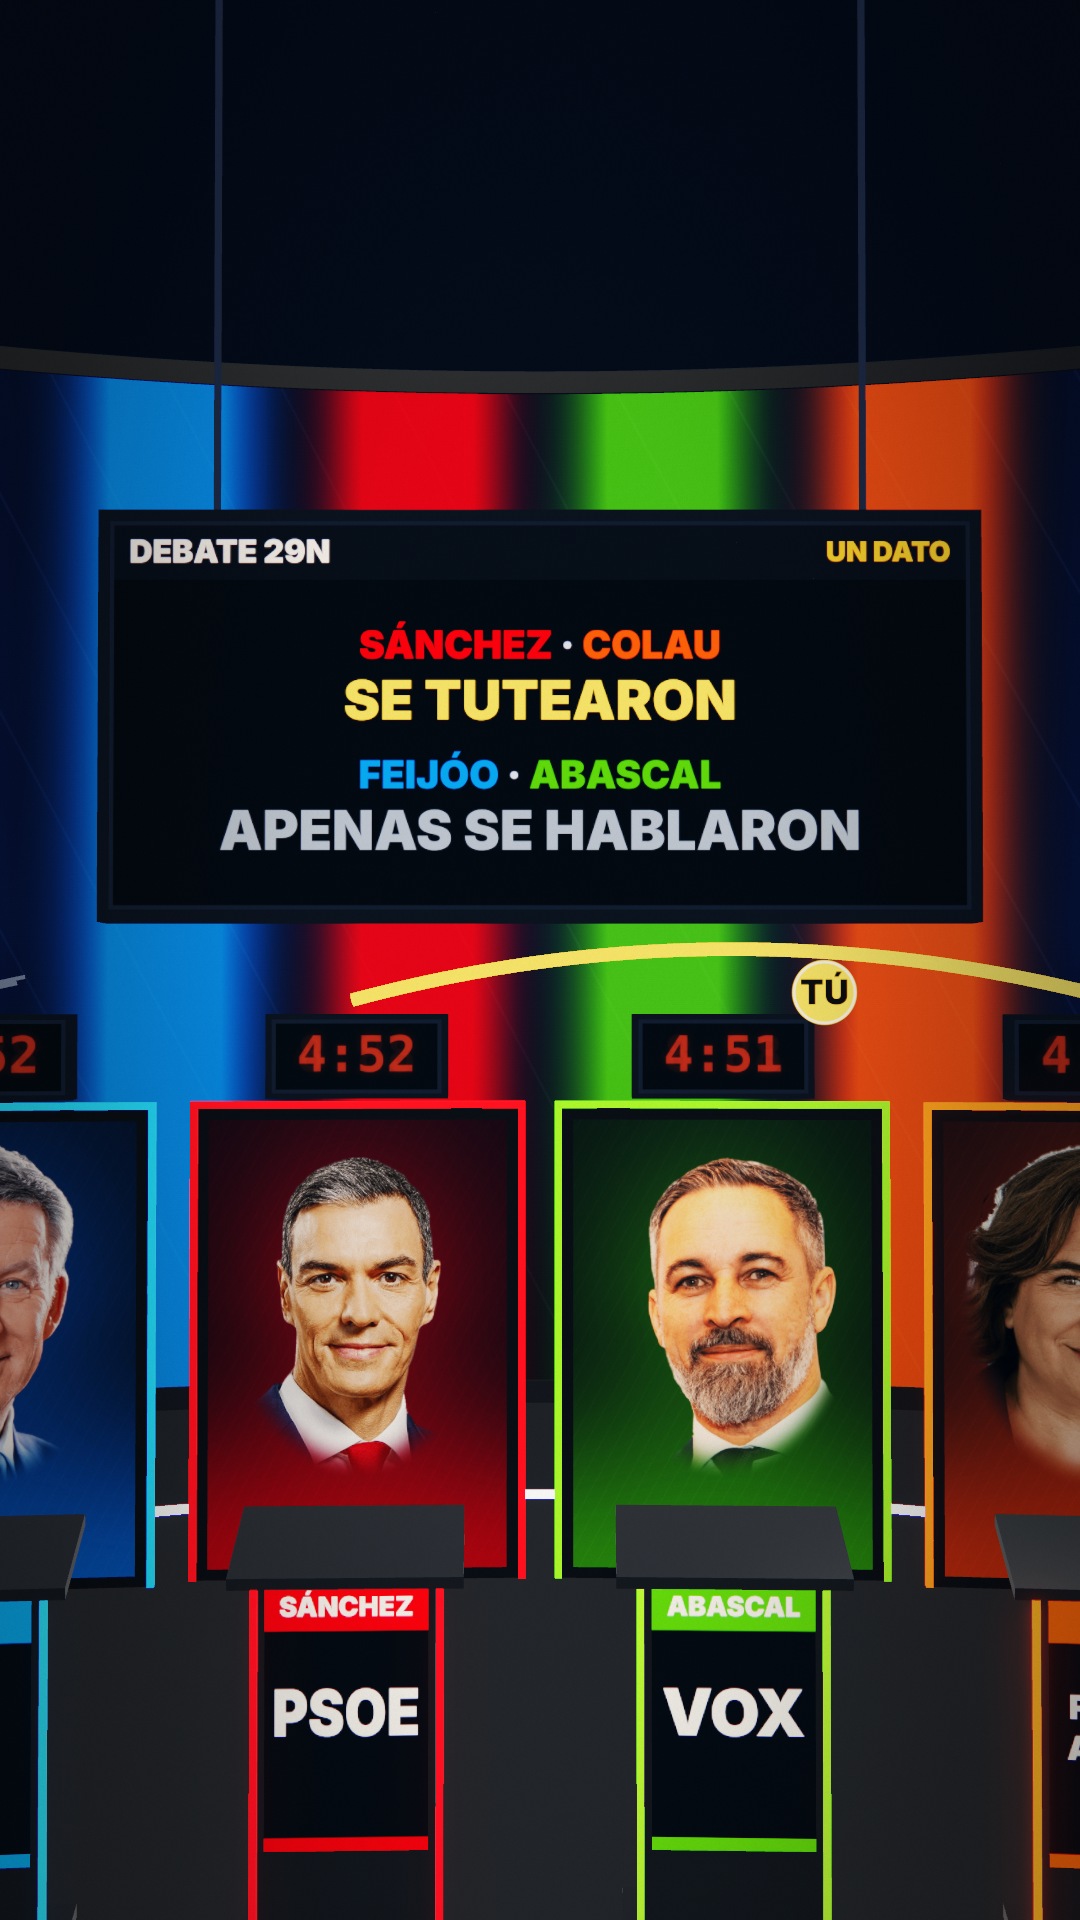 DEBATE 29N
UN DATO
SÁNCHEZ · COLAU
SE TUTEARON
FEIJÓO · ABASCAL
APENAS SE HABLARON
TÚ
4:52
4:51
SÁNCHEZ
ABASCAL
PSOE
VOX